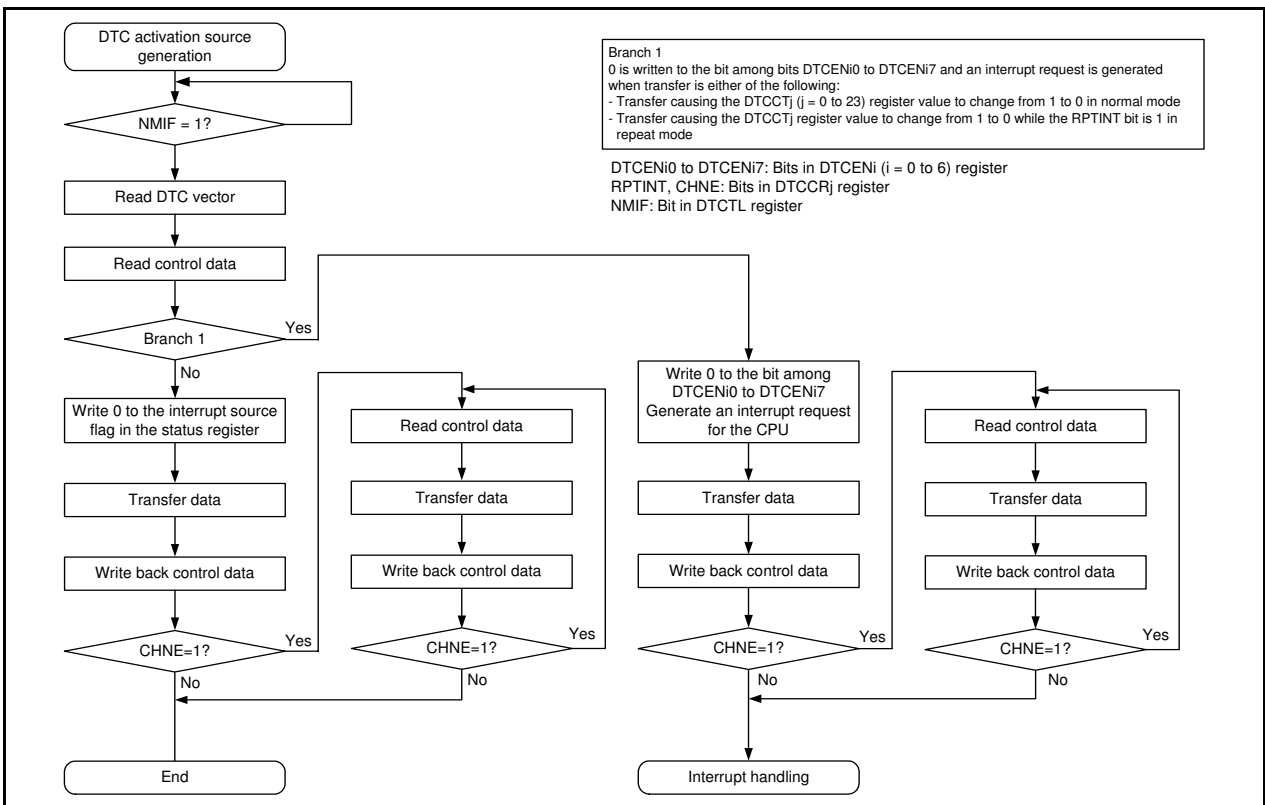 DTC activation source
generation
NMIF = 1?
Read DTC vector
Read control data
Branch 1
Yes
No
Write 0 to the interrupt source
flag in the status register
Transfer data
Write back control data
CHNE=1?
Yes
No
End
Read control data
Transfer data
Write back control data
CHNE=1?
Yes
No
Branch 1
0 is written to the bit among bits DTCENi0 to DTCENi7 and an interrupt request is generated
when transfer is either of the following:
- Transfer causing the DTCCTj (j = 0 to 23) register value to change from 1 to 0 in normal mode
- Transfer causing the DTCCTj register value to change from 1 to 0 while the RPTINT bit is 1 in
repeat mode
DTCENi0 to DTCENi7: Bits in DTCENi (i = 0 to 6) register
RPTINT, CHNE: Bits in DTCCRj register
NMIF: Bit in DTCTL register
Write 0 to the bit among
DTCENi0 to DTCENi7
Generate an interrupt request
for the CPU
Transfer data
Write back control data
CHNE=1?
Yes
No
Interrupt handling
Read control data
Transfer data
Write back control data
CHNE=1?
Yes
No